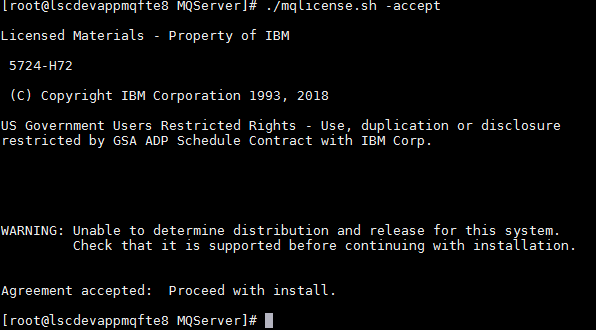 [root@lscdevappmqfte8 MQServer]# ./mqlicense.sh -accept
Licensed Materials - Property of IBM
5724-H72
(C) Copyright IBM Corporation 1993, 2018
US Government Users Restricted Rights - Use, duplication or disclosure
restricted by GSA ADP Schedule Contract with IBM Corp.
WARNING: Unable to determine distribution and release for this system.
Check that it is supported before continuing with installation.
Agreement accepted:  Proceed with install.
[root@lscdevappmqfte8 MQServer]#